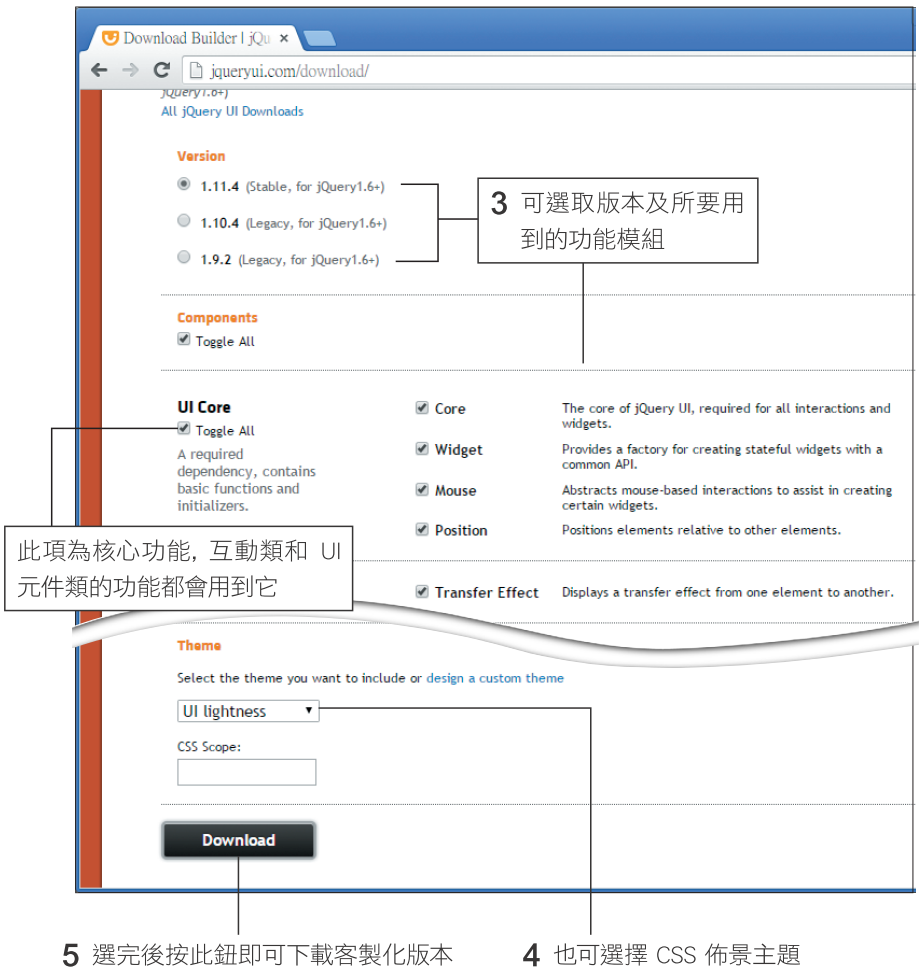 Download Builder | jQu ×
jqueryui.com/download/
jQuery1.6+)
All jQuery UI Downloads
Version
1.11.4 (Stable, for jQuery1.6+)
1.10.4 (Legacy, for jQuery1.6+)
1.9.2 (Legacy, for jQuery1.6+)
3 可選取版本及所要用
到的功能模組
Components
Toggle All
UI Core
Toggle All
A required
dependency, contains
basic functions and
initializers.
Core The core of jQuery UI, required for all interactions and
widgets.
Widget Provides a factory for creating stateful widgets with a
common API.
Mouse Abstracts mouse-based interactions to assist in creating
certain widgets.
Position Positions elements relative to other elements.
此項為核心功能, 互動類和 UI
元件類的功能都會用到它
Transfer Effect Displays a transfer effect from one element to another.
Theme
Select the theme you want to include or design a custom theme
UI lightness
CSS Scope:
Download
5 選完後按此鈕即可下載客製化版本
4 也可選擇 CSS 佈景主題